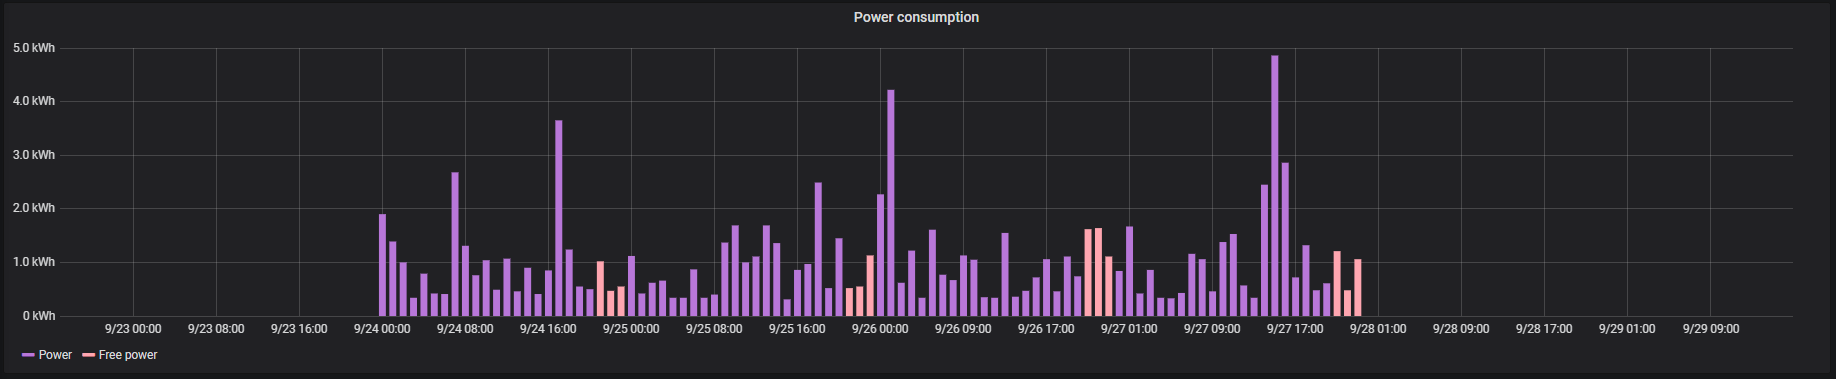 Power consumption
5.0 kWh
4.0 kWh
3.0 kWh
2.0 kWh
1.0 kWh
0 kWh
9/23 00:00 9/23 08:00 9/23 16:00 9/24 00:00 9/24 08:00 9/24 16:00 9/25 00:00 9/25 08:00 9/25 16:00 9/26 00:00 9/26 09:00 9/26 17:00 9/27 01:00 9/27 09:00 9/27 17:00 9/28 01:00 9/28 09:00 9/28 17:00 9/29 01:00 9/29 09:00
Power Free power